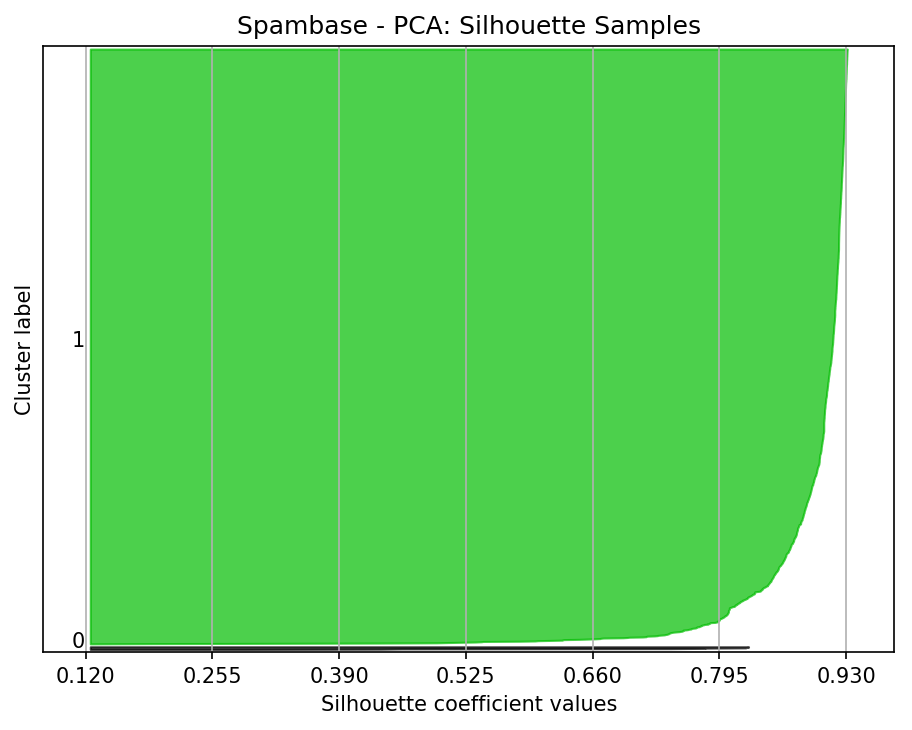 Spambase - PCA: Silhouette Samples
Cluster label
1
0
0.120 0.255 0.390 0.525 0.660 0.795 0.930
Silhouette coefficient values